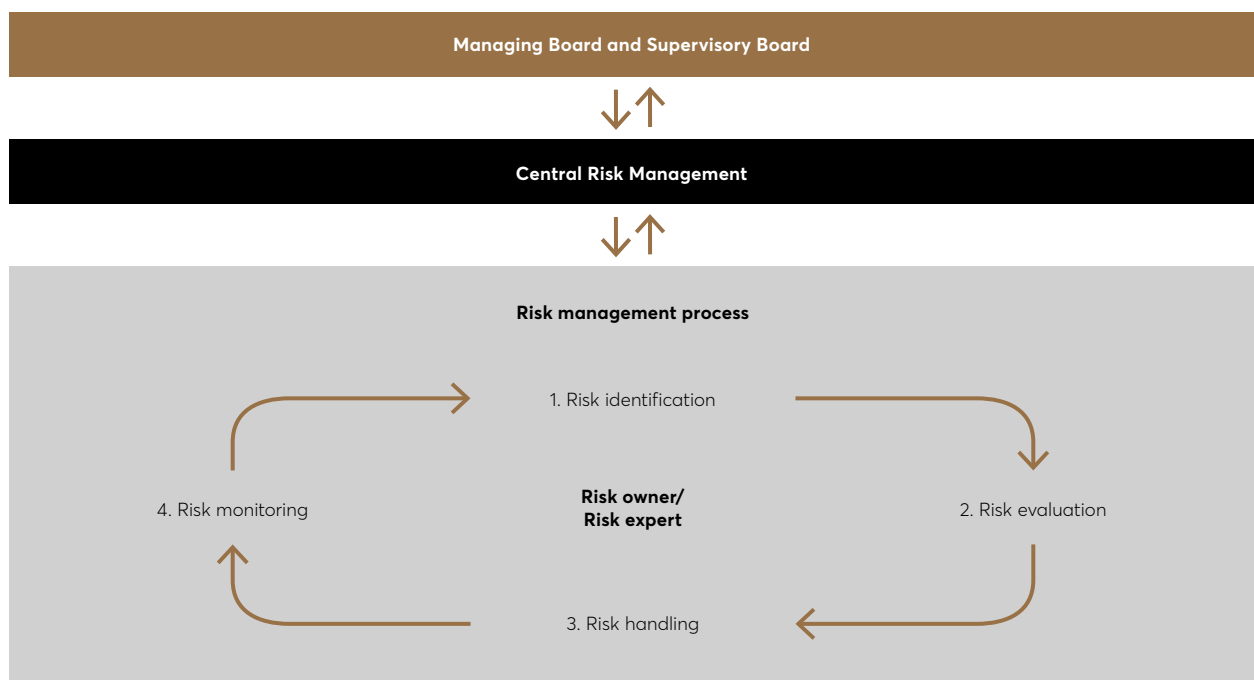 Managing Board and Supervisory Board
Central Risk Management
Risk management process
1. Risk identification
4. Risk monitoring
Risk owner/
Risk expert
2. Risk evaluation
3. Risk handling